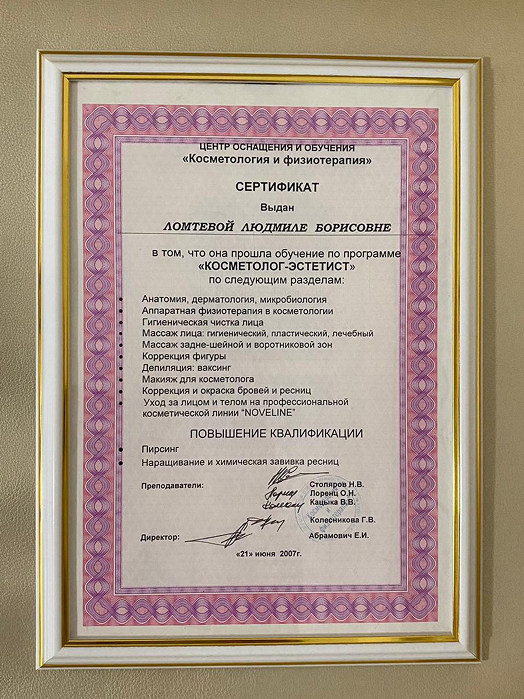 ЦЕНТР ОСНАЩЕНИЯ И ОБУЧЕНИЯ
«Косметология и физиотерапия»
СЕРТИФИКАТ
Выдан
ЛОМТЕВОЙ ЛЮДМИЛЕ БОРИСОВНЕ
в том, что она прошла обучение по программе
«КОСМЕТОЛОГ-ЭСТЕТИСТ»
по следующим разделам:
• Анатомия, дерматология, микробиология
• Аппаратная физиотерапия в косметологии
• Гигиеническая чистка лица
• Массаж лица: гигиенический, пластический, лечебный
• Массаж задне-шейной и воротниковой зон
• Коррекция фигуры
• Депиляция: ваксинг
• Макияж для косметолога
• Коррекция и окраска бровей и ресниц
• Уход за лицом и телом на профессиональной
косметической линии "NOVELINE"
ПОВЫШЕНИЕ КВАЛИФИКАЦИИ
• Пирсинг
• Наращивание и химическая завивка ресниц
Преподаватели: Столяров Н.В.
Лоренц О.Н.
Кацыка В.В.
Колесникова Г.В.
Директор: Абрамович Е.И.
«21» июня 2007г.